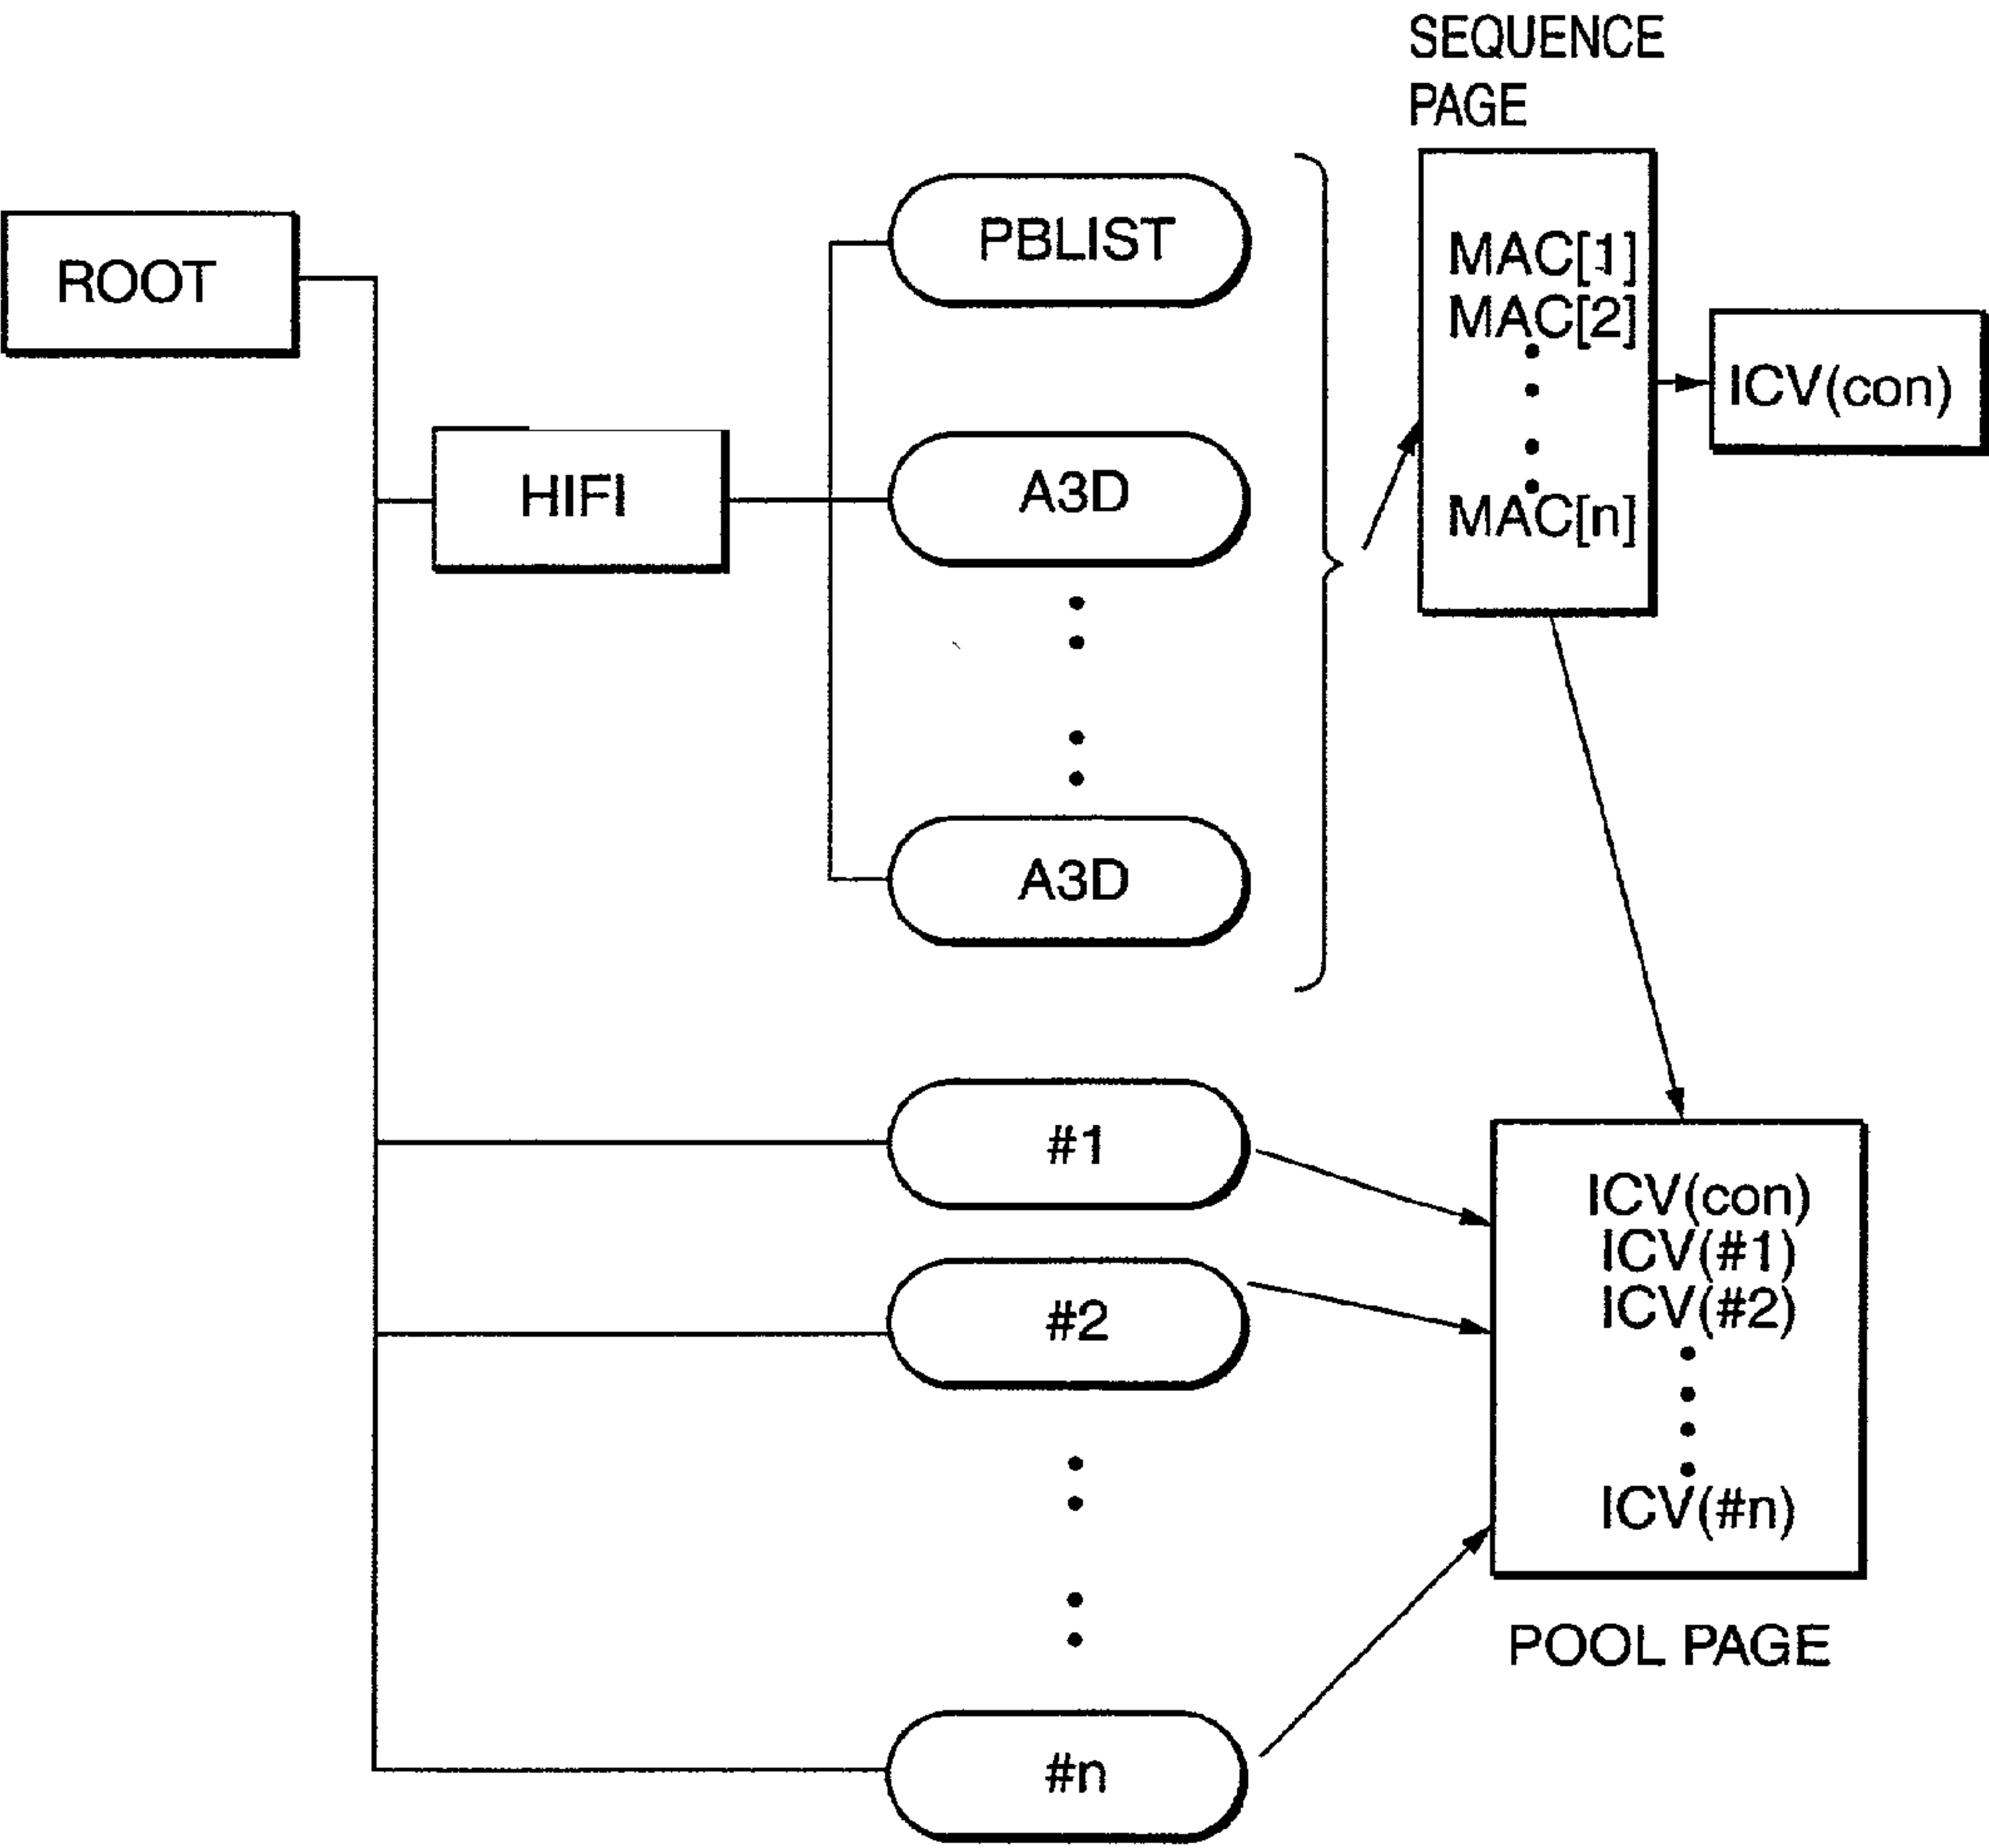 SEQUENCE
PAGE
ROOT
PBLIST
MAC[1]
MAC[2]
MAC[n]
ICV(con)
HIFI
A3D
A3D
#1
#2
#n
ICV(con)
ICV(#1)
ICV(#2)
ICV(#n)
POOL PAGE